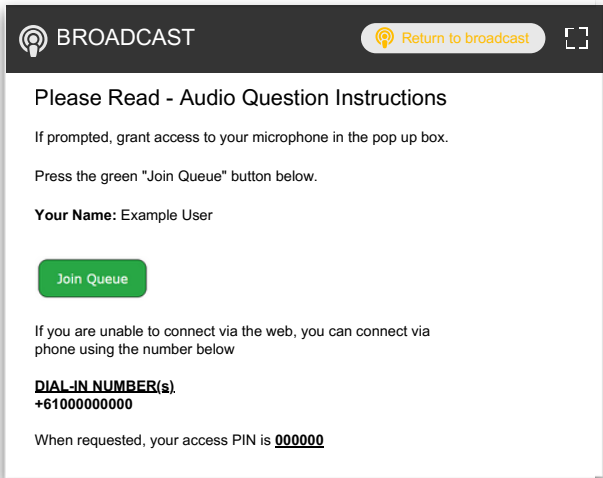 BROADCAST
Return to broadcast
Please Read - Audio Question Instructions
If prompted, grant access to your microphone in the pop up box.
Press the green "Join Queue" button below.
Your Name: Example User
Join Queue
If you are unable to connect via the web, you can connect via
phone using the number below
DIAL-IN NUMBER(s)
+61000000000
When requested, your access PIN is 000000